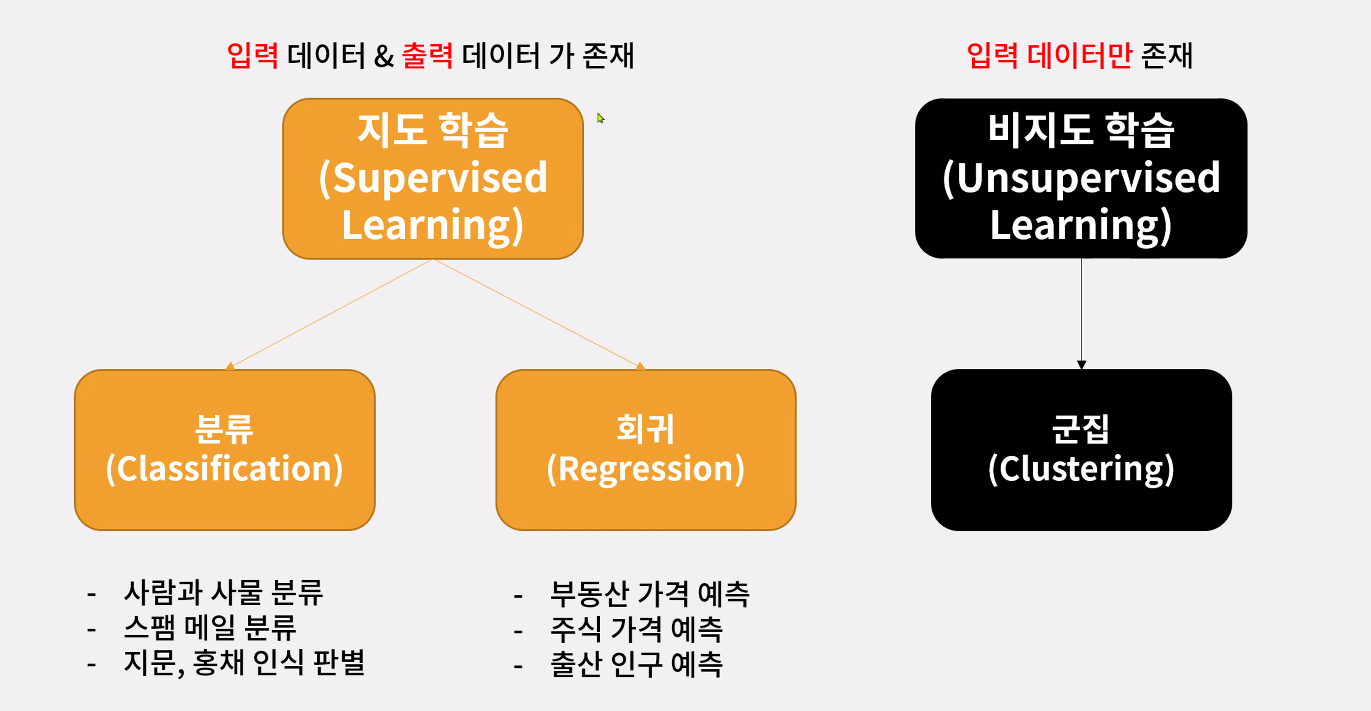 입력 데이터 & 출력 데이터 가 존재
지도 학습
(Supervised
Learning)
분류
(Classification)
- 사람과 사물 분류
- 스팸 메일 분류
- 지문, 홍채 인식 판별
회귀
(Regression)
- 부동산 가격 예측
- 주식 가격 예측
- 출산 인구 예측
입력 데이터만 존재
비지도 학습
(Unsupervised
Learning)
군집
(Clustering)